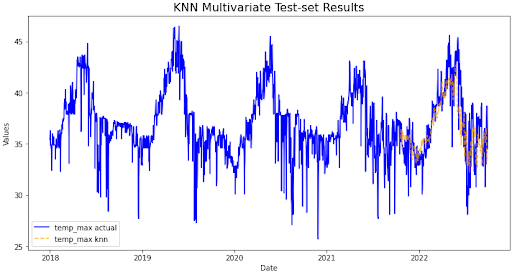 KNN Multivariate Test-set Results
45
40
35
30
25
Values
temp_max actual
temp_max knn
2018
2019
2020
2021
2022
Date